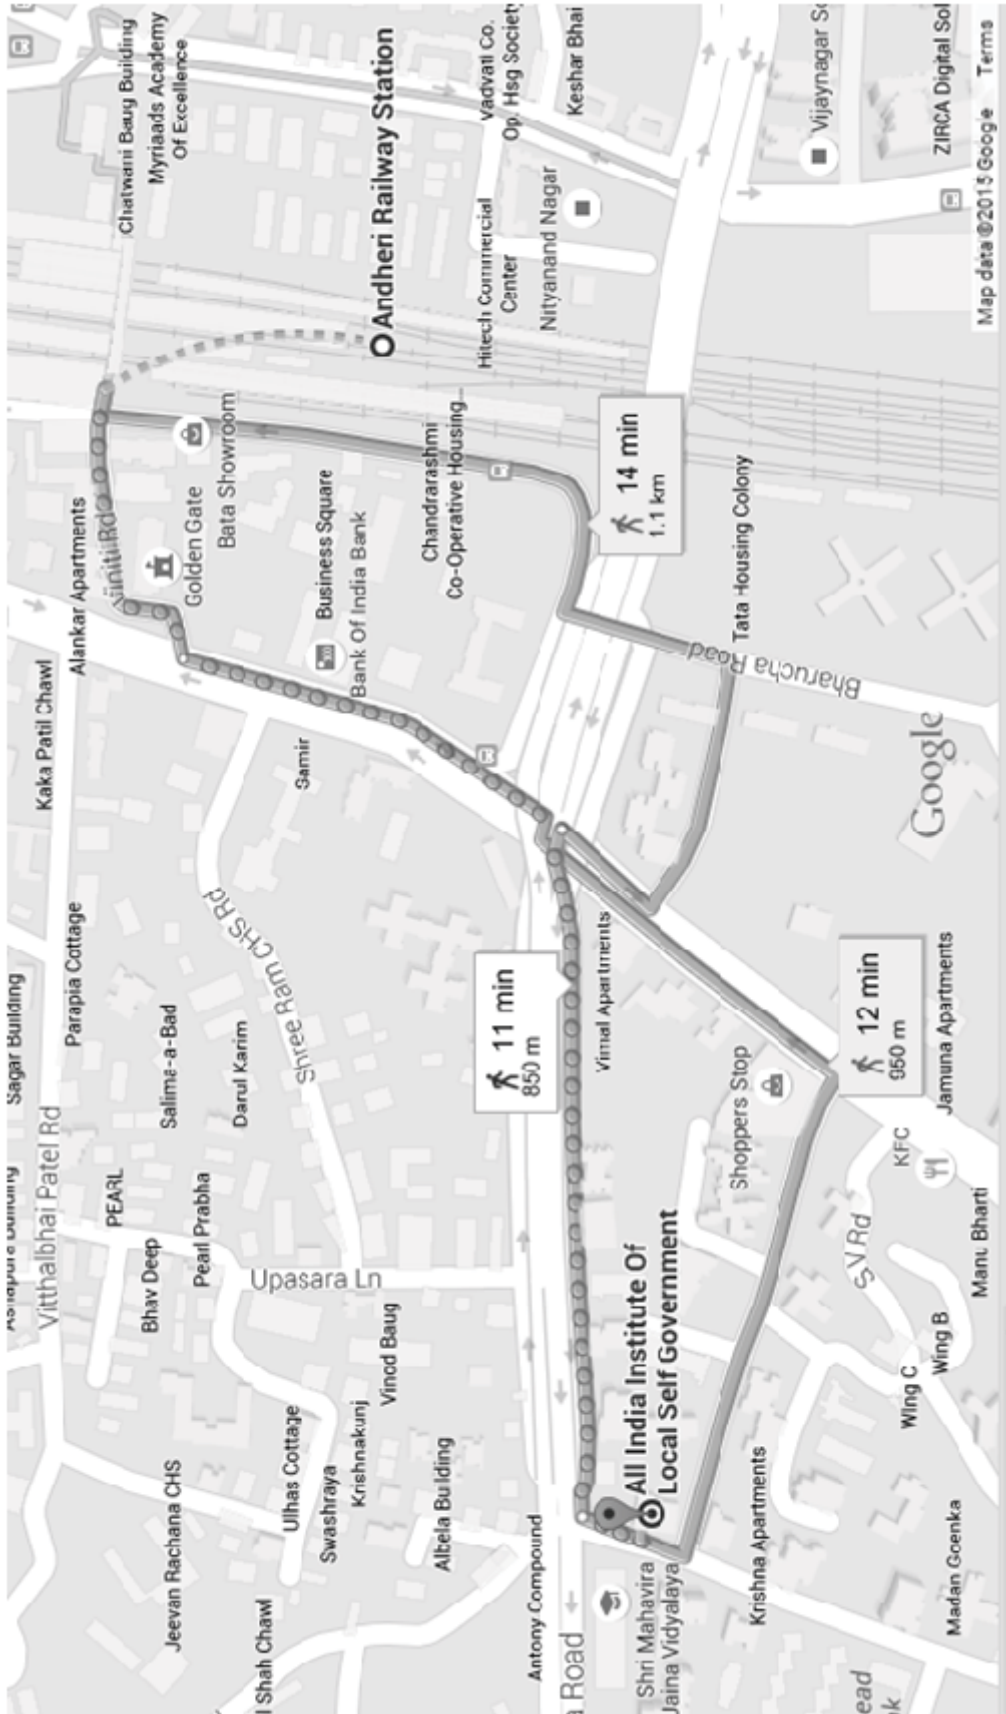 Chatwani Baug Building
Myriaads Academy
Of Excellence
Andheri Railway Station
Vadvati Co.
Op. Hsg Society
Keshar Bhai
Hitech Commercial
Center
Nityanand Nagar
Vijaynagar
ZIRCA Digital Sol
Map data ©2015 Google
Terms
Alankar Apartments
Viniti Rd
Golden Gate
Bata Showroom
Business Square
Bank Of India Bank
Chandrarashmi
Co-Operative Housing
14 min
1.1 km
Tata Housing Colony
Bharucha Road
Google
Kaka Patil Chawl
Samir
Parapia Cottage
Sagar Building
Vitthalbhai Patel Rd
Salima-a-Bad
Darul Karim
Shree Ram CHS Rd
11 min
850 m
Vimal Apartments
12 min
950 m
Shoppers Stop
Jamuna Apartments
KFC
PEARL
Bhav Deep
Pearl Prabha
Upasara Ln
Vinod Baug
All India Institute Of
Local Self Government
S.V.Rd
Manu Bharti
Wing B
Wing C
Jeevan Rachana CHS
Ulhas Cottage
Swashraya
Krishnakunj
Albela Building
Antony Compound
Krishna Apartments
Madan Goenka
Shah Chawl
Road
Shri Mahavira
Jaina Vidyalaya